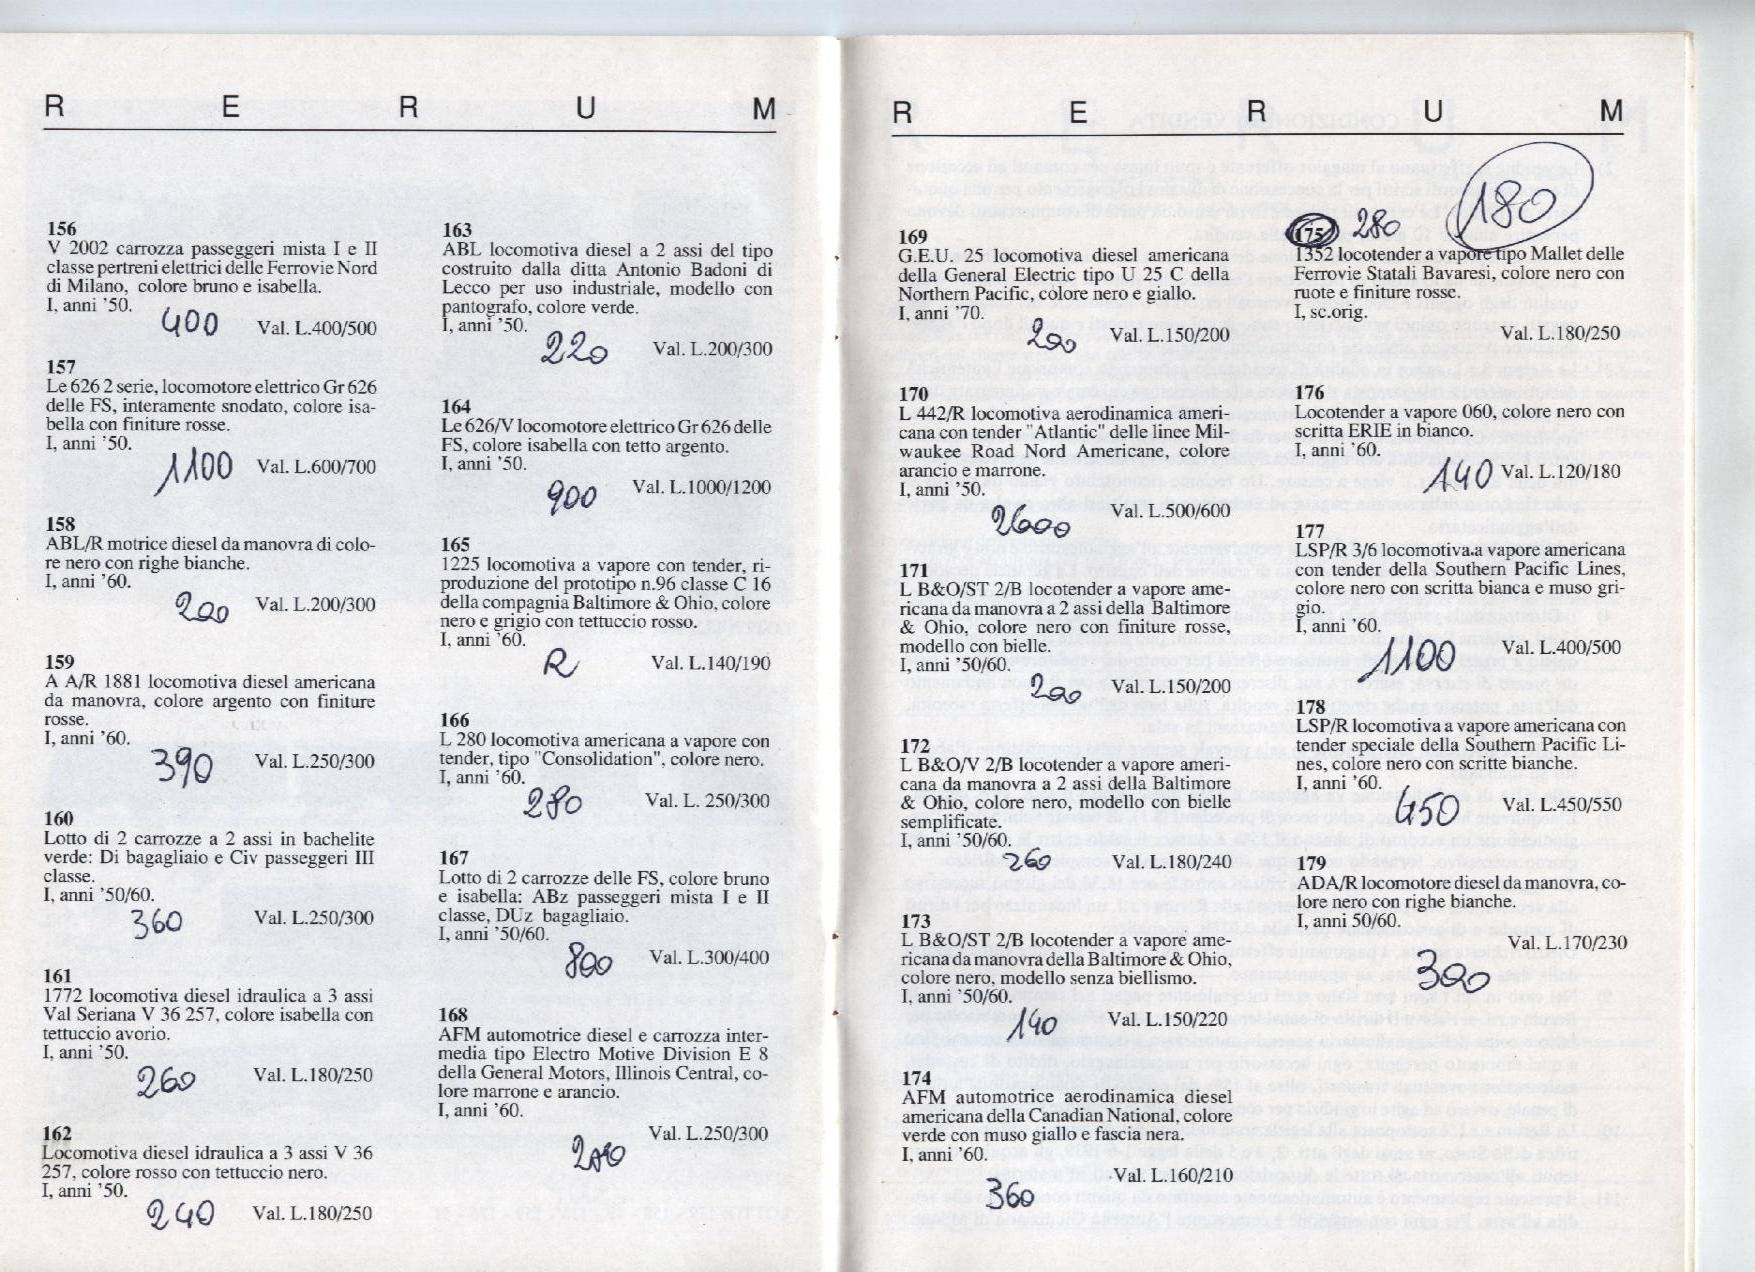 R E R U M
156
V 2002 carrozza passeggeri mista I e II
classe pertreni elettrici delle Ferrovie Nord
di Milano, colore bruno e isabella.
I, anni '50.
400 Val. L.400/500
157
Le 626 2 serie, locomotore elettrico Gr 626
delle FS, interamente snodato, colore isa-
bella con finiture rosse.
I, anni '50.
1100 Val. L.600/700
158
ABL/R motrice diesel da manovra di colo-
re nero con righe bianche.
I, anni '60.
200 Val. L.200/300
159
A A/R 1881 locomotiva diesel americana
da manovra, colore argento con finiture
rosse.
I, anni '60.
390 Val. L.250/300
160
Lotto di 2 carrozze a 2 assi in bachelite
verde: Di bagagliaio e Civ passeggeri III
classe.
I, anni '50/60.
360 Val. L.250/300
161
1772 locomotiva diesel idraulica a 3 assi
Val Seriana V 36 257, colore isabella con
tettuccio avorio.
I, anni '50.
260 Val. L.180/250
162
Locomotiva diesel idraulica a 3 assi V 36
257, colore rosso con tettuccio nero.
I, anni '50.
240 Val. L.180/250
163
ABL locomotiva diesel a 2 assi del tipo
costruito dalla ditta Antonio Badoni di
Lecco per uso industriale, modello con
pantografo, colore verde.
I, anni '50.
220 Val. L.200/300
164
Le 626/V locomotore elettrico Gr 626 delle
FS, colore isabella con tetto argento.
I, anni '50.
900 Val. L.1000/1200
165
1225 locomotiva a vapore con tender, ri-
produzione del prototipo n.96 classe C 16
della compagnia Baltimore & Ohio, colore
nero e grigio con tettuccio rosso.
I, anni '60.
R Val. L.140/190
166
L 280 locomotiva americana a vapore con
tender, tipo "Consolidation", colore nero.
I, anni '60.
280 Val. L. 250/300
167
Lotto di 2 carrozze delle FS, colore bruno
e isabella: ABz passeggeri mista I e II
classe, DUz bagagliaio.
I, anni '50/60.
800 Val. L.300/400
168
AFM automotrice diesel e carrozza inter-
media tipo Electro Motive Division E 8
della General Motors, Illinois Central, co-
lore marrone e arancio.
I, anni '60.
Val. L.250/300
R E R U M
169
G.E.U. 25 locomotiva diesel americana
della General Electric tipo U 25 C della
Northern Pacific, colore nero e giallo.
I, anni '70.
200 Val. L.150/200
170
L 442/R locomotiva aerodinamica ameri-
cana con tender "Atlantic" delle linee Mil-
waukee Road Nord Americane, colore
arancio e marrone.
I, anni '50.
2600 Val. L.500/600
171
L B&O/ST 2/B locotender a vapore ame-
ricana da manovra a 2 assi della Baltimore
& Ohio, colore nero con finiture rosse,
modello con bielle.
I, anni '50/60.
200 Val. L.150/200
172
L B&O/V 2/B locotender a vapore ameri-
cana da manovra a 2 assi della Baltimore
& Ohio, colore nero, modello con bielle
semplificate.
I, anni '50/60.
260 Val. L.180/240
173
L B&O/ST 2/B locotender a vapore ame-
ricana da manovra della Baltimore & Ohio,
colore nero, modello senza biellismo.
I, anni '50/60.
140 Val. L.150/220
174
AFM automotrice aerodinamica diesel
americana della Canadian National, colore
verde con muso giallo e fascia nera.
I, anni '60.
360 Val. L.160/210
175 280 180
1352 locotender a vapore tipo Mallet delle
Ferrovie Statali Bavaresi, colore nero con
ruote e finiture rosse.
I, sc.orig.
Val. L.180/250
176
Locotender a vapore 060, colore nero con
scritta ERIE in bianco.
I, anni '60.
140 Val. L.120/180
177
LSP/R 3/6 locomotiva a vapore americana
con tender della Southern Pacific Lines,
colore nero con scritta bianca e muso gri-
gio.
I, anni '60.
1100 Val. L.400/500
178
LSP/R locomotiva a vapore americana con
tender speciale della Southern Pacific Li-
nes, colore nero con scritte bianche.
I, anni '60.
450 Val. L.450/550
179
ADA/R locomotore diesel da manovra, co-
lore nero con righe bianche.
I, anni 50/60.
300 Val. L.170/230